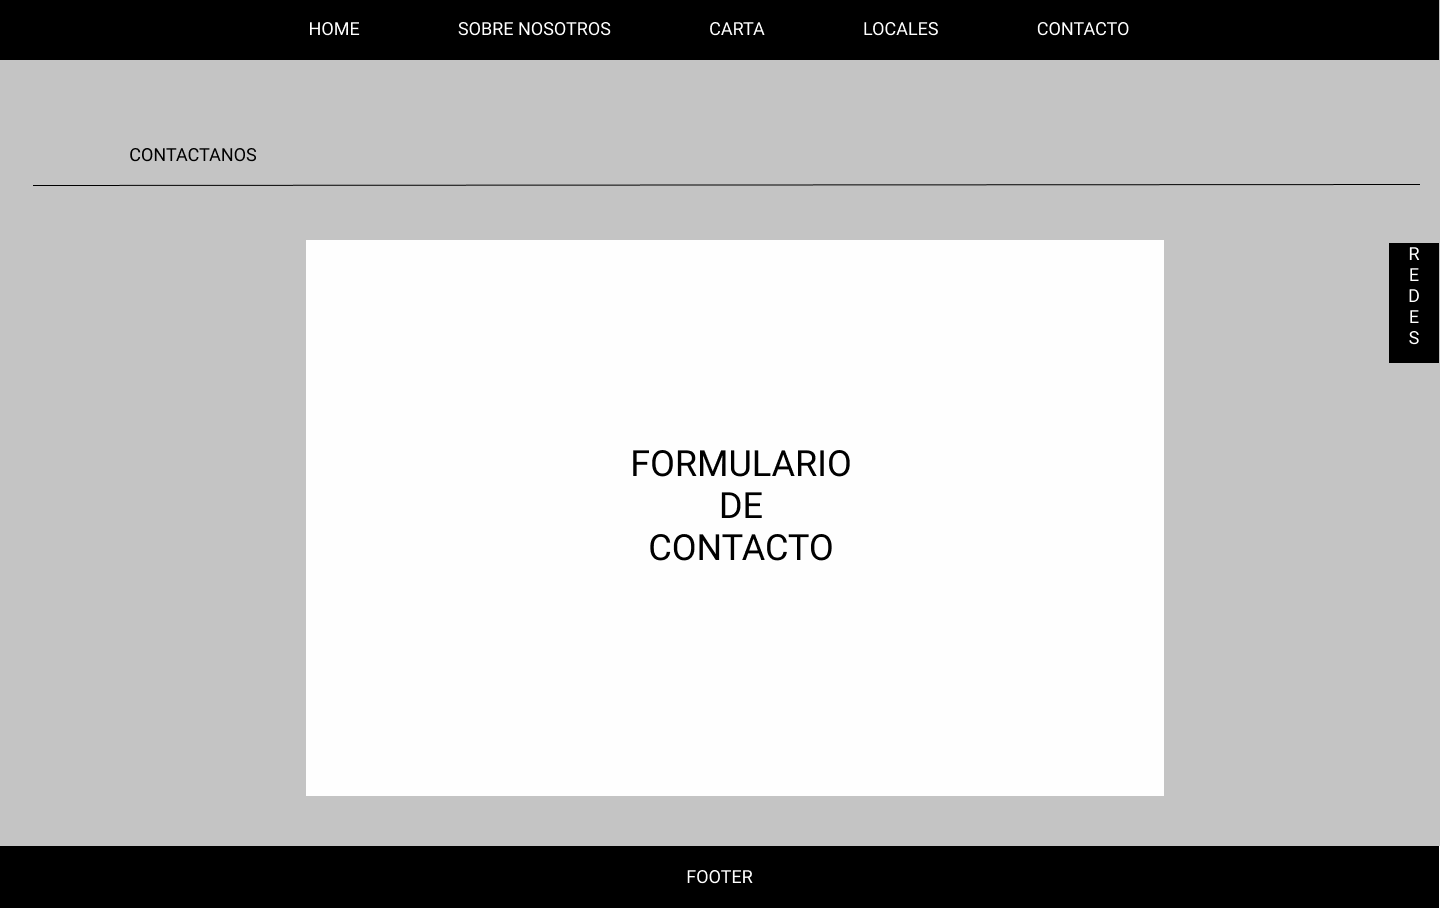 HOME SOBRE NOSOTROS CARTA LOCALES CONTACTO
CONTACTANOS
R
E
D
E
S
FORMULARIO
DE
CONTACTO
FOOTER